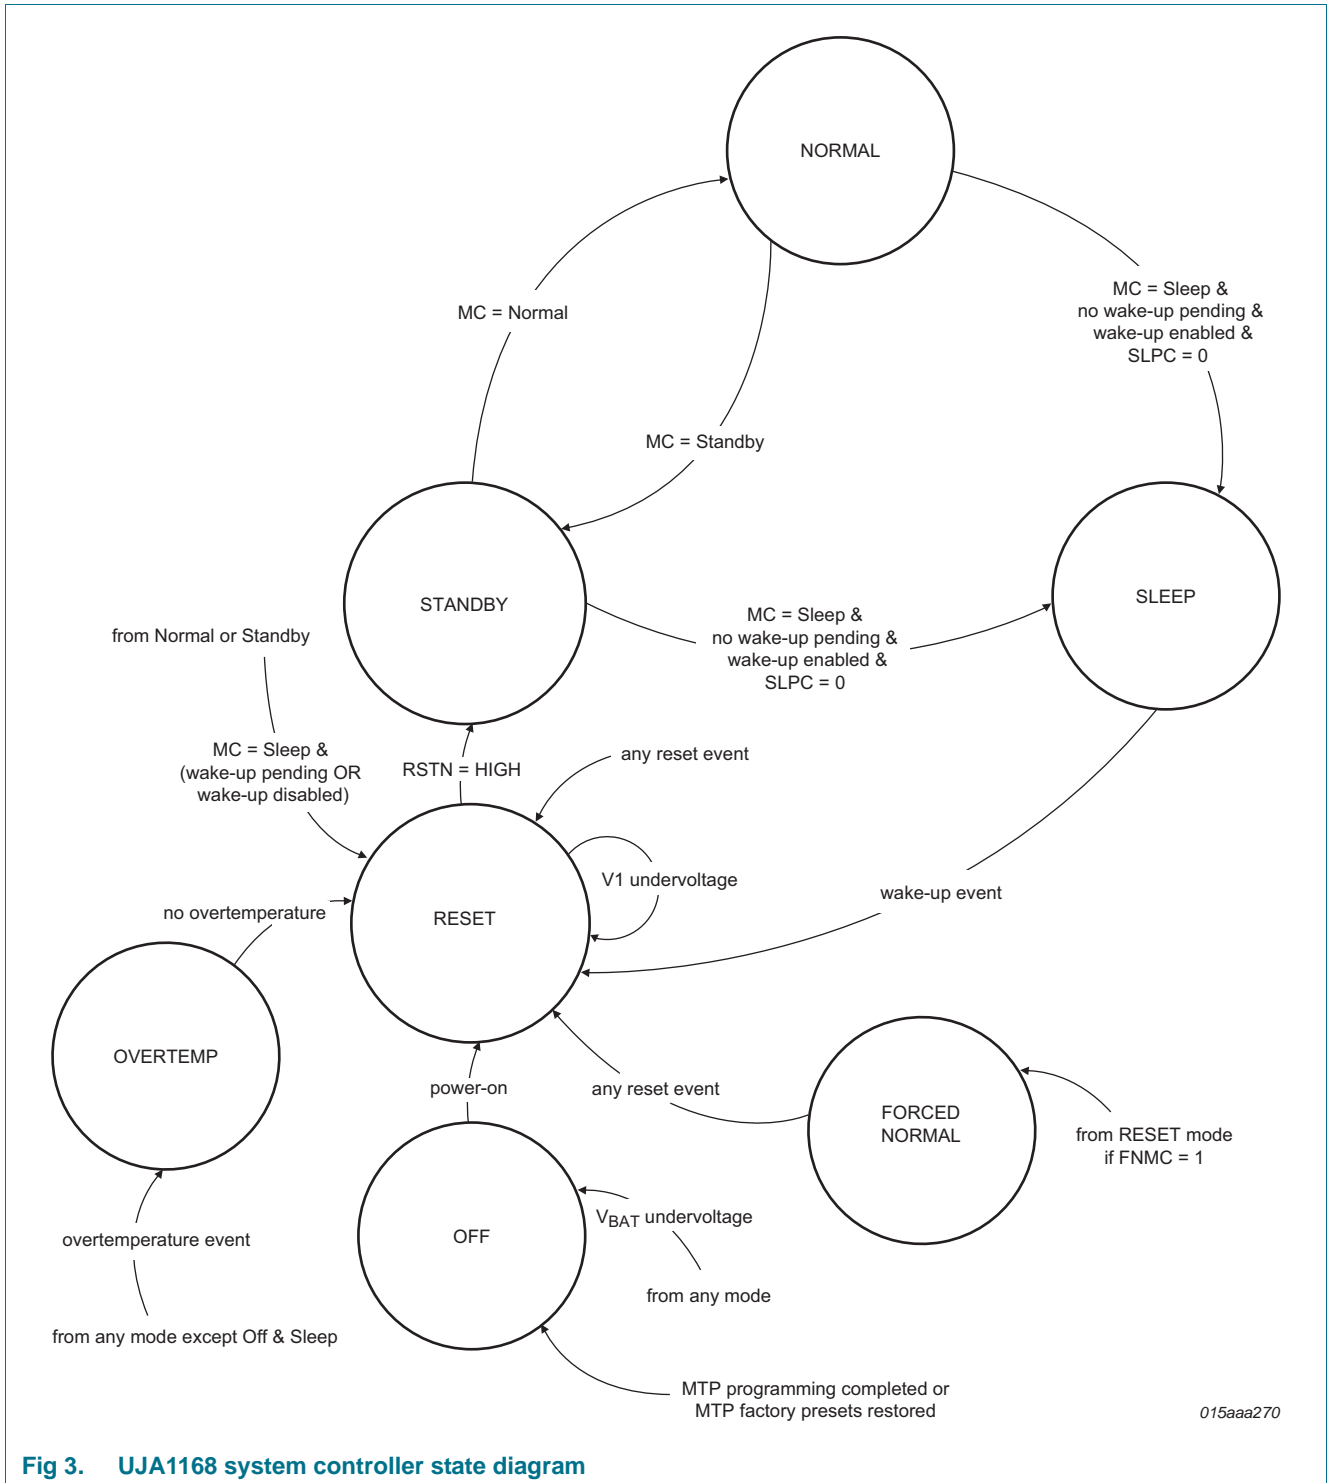 NORMAL
MC = Sleep &
no wake-up pending &
wake-up enabled &
SLPC = 0
MC = Normal
MC = Standby
STANDBY
SLEEP
MC = Sleep &
no wake-up pending &
wake-up enabled &
SLPC = 0
from Normal or Standby
MC = Sleep &
(wake-up pending OR
wake-up disabled)
RSTN = HIGH
any reset event
V1 undervoltage
wake-up event
no overtemperature
RESET
OVERTEMP
power-on
any reset event
FORCED
NORMAL
from RESET mode
if FNMC = 1
overtemperature event
OFF
VBAT undervoltage
from any mode
from any mode except Off & Sleep
MTP programming completed or
MTP factory presets restored
015aaa270
Fig 3. UJA1168 system controller state diagram